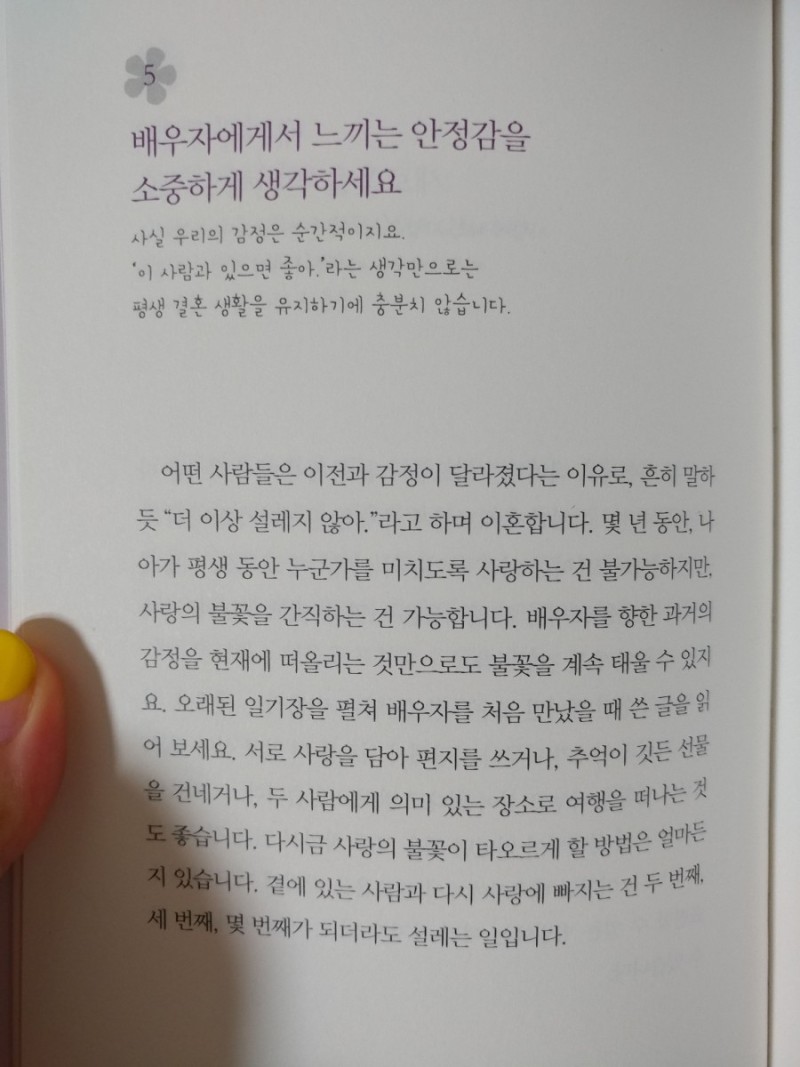 5
배우자에게서 느끼는 안정감을
소중하게 생각하세요
사실 우리의 감정은 순간적이지요.
‘이 사람과 있으면 좋아.’라는 생각만으로는
평생 결혼 생활을 유지하기에 충분치 않습니다.
어떤 사람들은 이전과 감정이 달라졌다는 이유로, 흔히 말하
듯 “더 이상 설레지 않아.”라고 하며 이혼합니다. 몇 년 동안, 나
아가 평생 동안 누군가를 미치도록 사랑하는 건 불가능하지만,
사랑의 불꽃을 간직하는 건 가능합니다. 배우자를 향한 과거의
감정을 현재에 떠올리는 것만으로도 불꽃을 계속 태울 수 있지
요. 오래된 일기장을 펼쳐 배우자를 처음 만났을 때 쓴 글을 읽
어 보세요. 서로 사랑을 담아 편지를 쓰거나, 추억이 깃든 선물
을 건네거나, 두 사람에게 의미 있는 장소로 여행을 떠나는 것
도 좋습니다. 다시금 사랑의 불꽃이 타오르게 할 방법은 얼마든
지 있습니다. 곁에 있는 사람과 다시 사랑에 빠지는 건 두 번째,
세 번째, 몇 번째가 되더라도 설레는 일입니다.